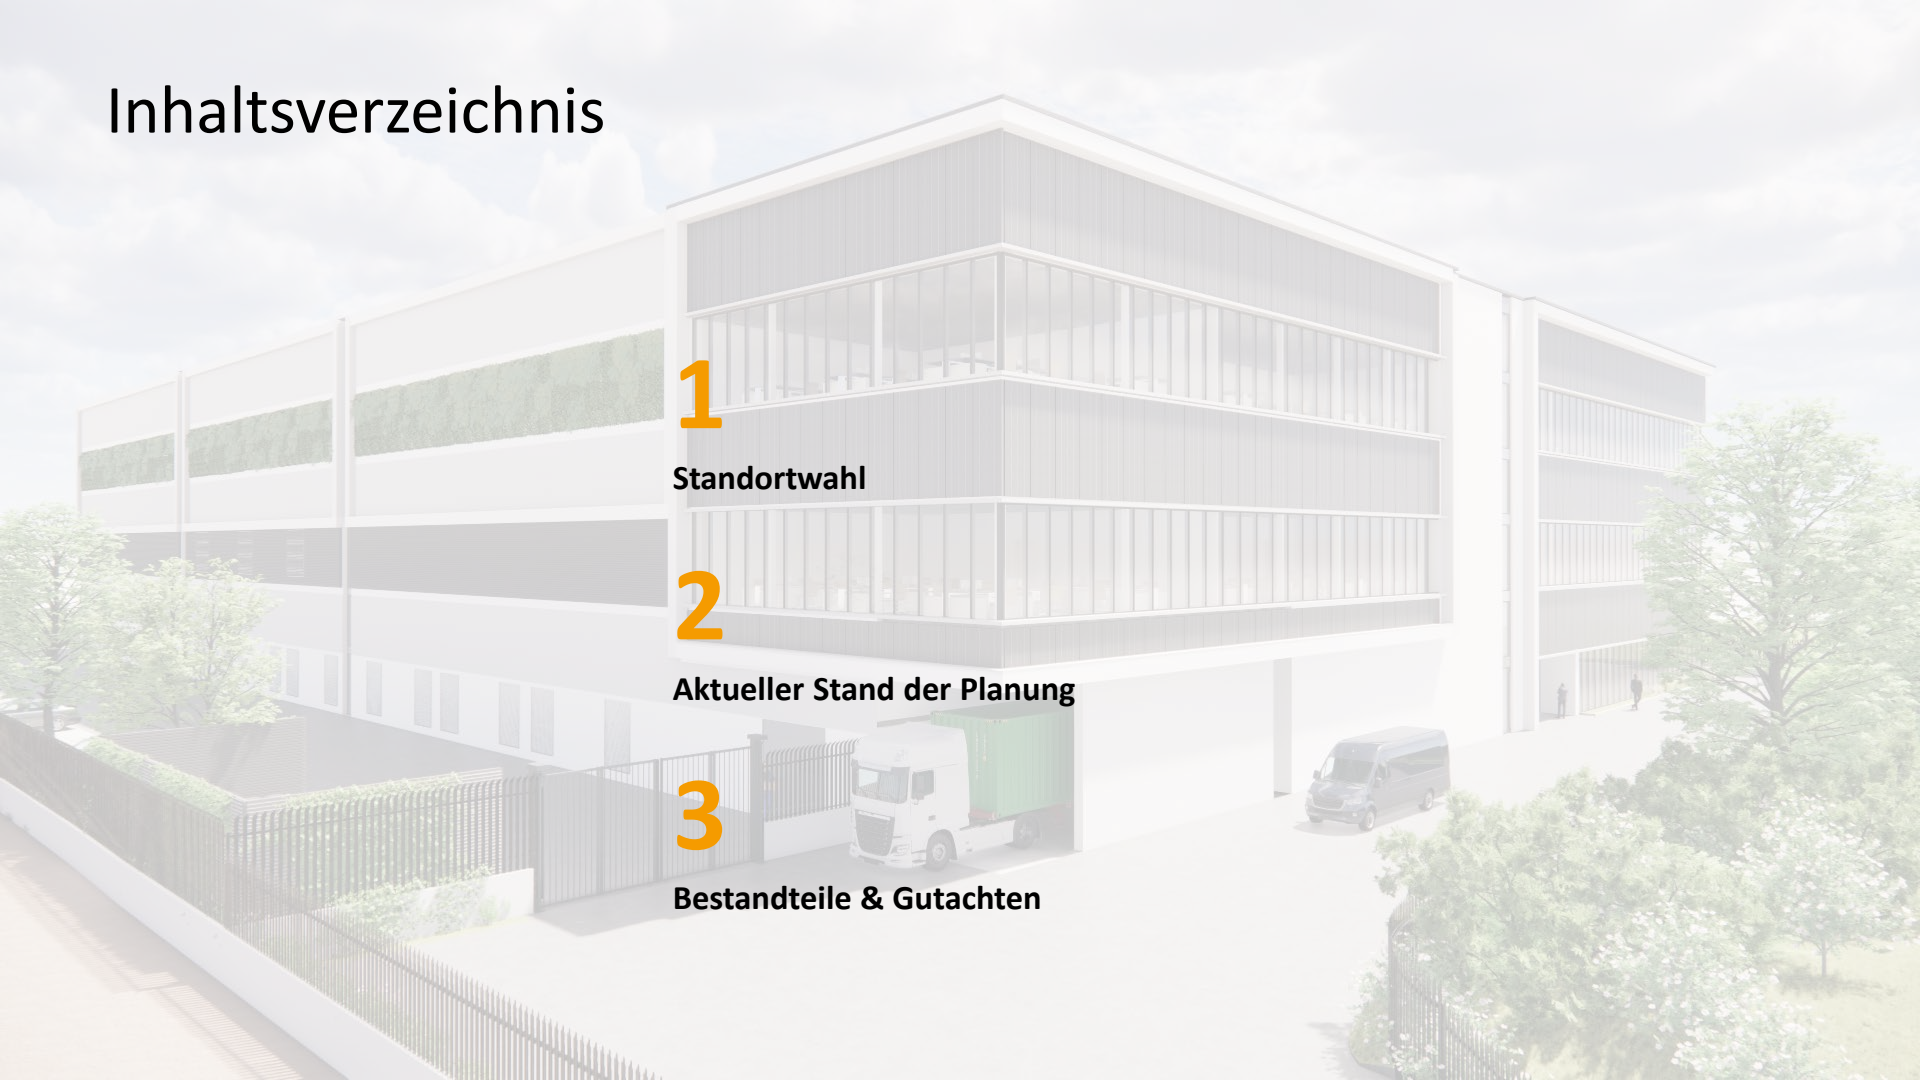 Inhaltsverzeichnis
1
Standortwahl
2
Aktueller Stand der Planung
3
Bestandteile & Gutachten